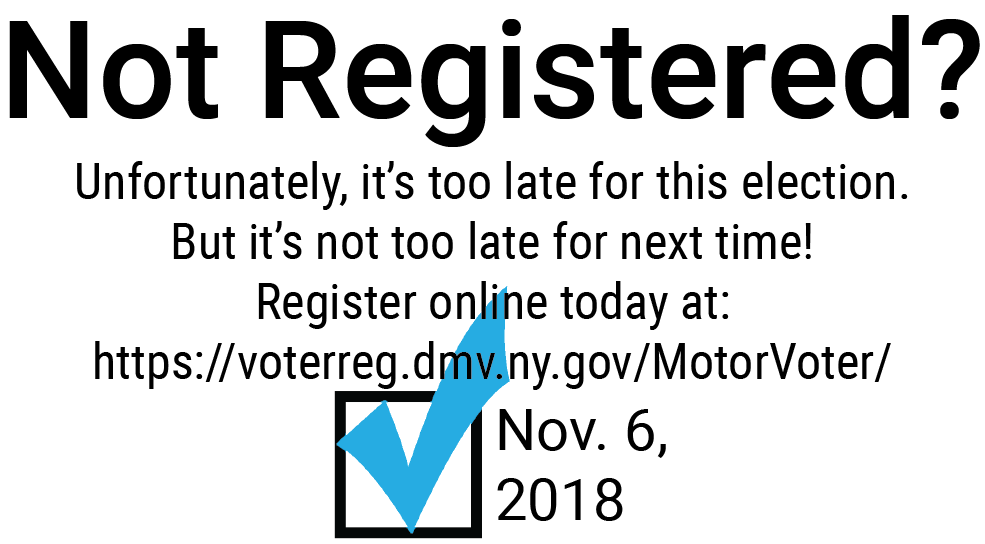 Not Registered?
Unfortunately, it’s too late for this election.
But it’s not too late for next time!
Register online today at:
https://voterreg.dmv.ny.gov/MotorVoter/
Nov. 6,
2018